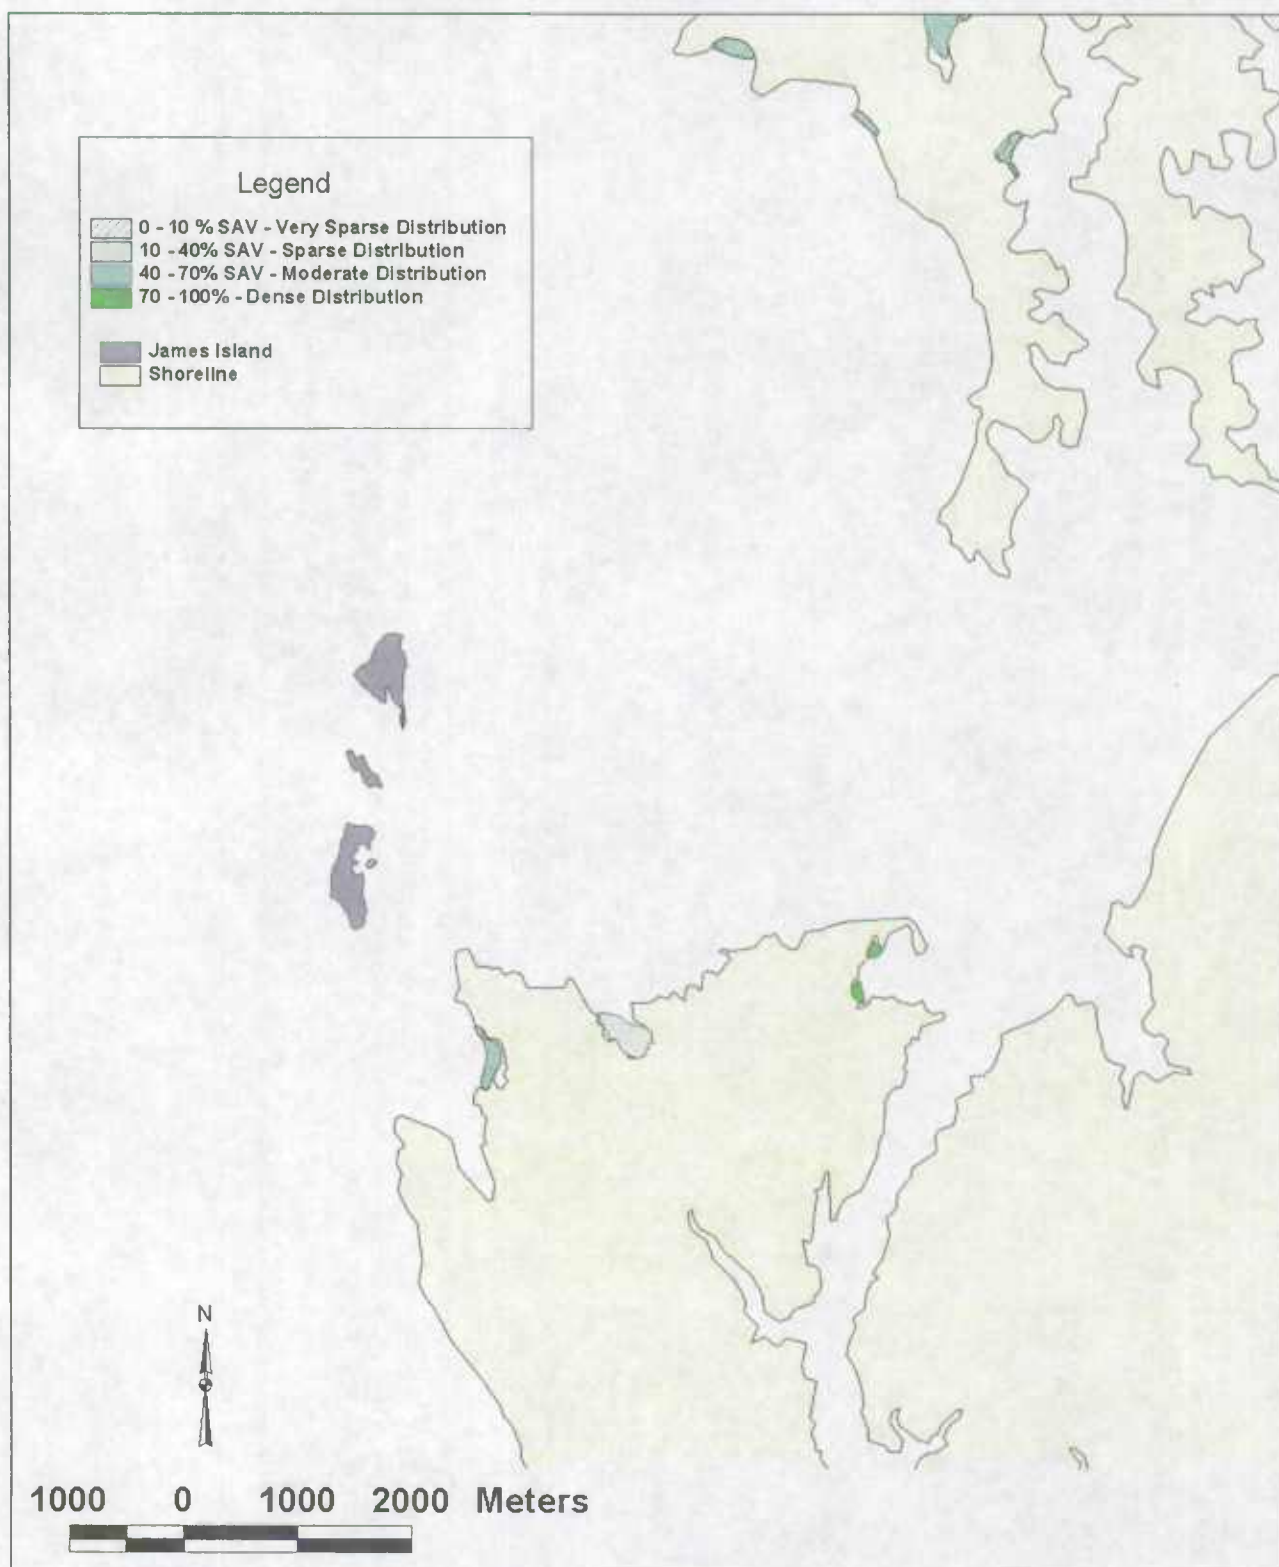 Legend
0 - 10 % SAV - Very Sparse Distribution
10 - 40% SAV - Sparse Distribution
40 - 70% SAV - Moderate Distribution
70 - 100% - Dense Distribution
James Island
Shoreline
N
1000 0 1000 2000 Meters